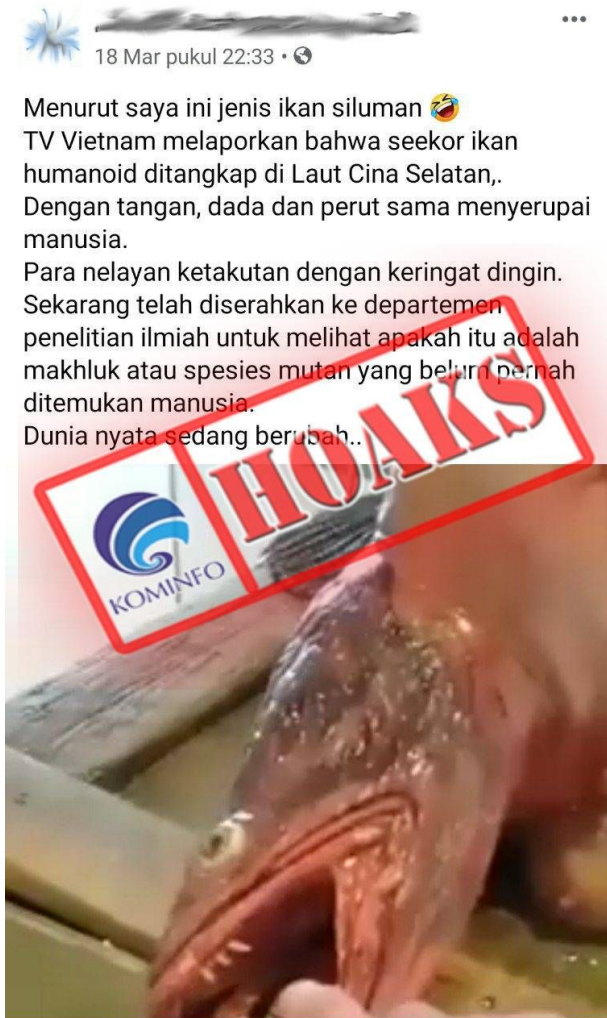 18 Mar pukul 22:33 •
Menurut saya ini jenis ikan siluman 🤣
TV Vietnam melaporkan bahwa seekor ikan
humanoid ditangkap di Laut Cina Selatan,.
Dengan tangan, dada dan perut sama menyerupai
manusia.
Para nelayan ketakutan dengan keringat dingin.
Sekarang telah diserahkan ke departemen
penelitian ilmiah untuk melihat apakah itu adalah
makhluk atau spesies mutan yang belum pernah
ditemukan manusia.
Dunia nyata sedang berubah..
HOAKS
KOMINFO